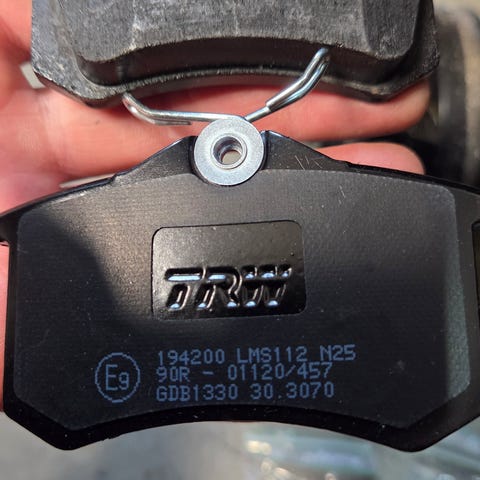 TRW
194200 LMS112 N25
E9 90R - 01120/457
GDB1330 30.3070